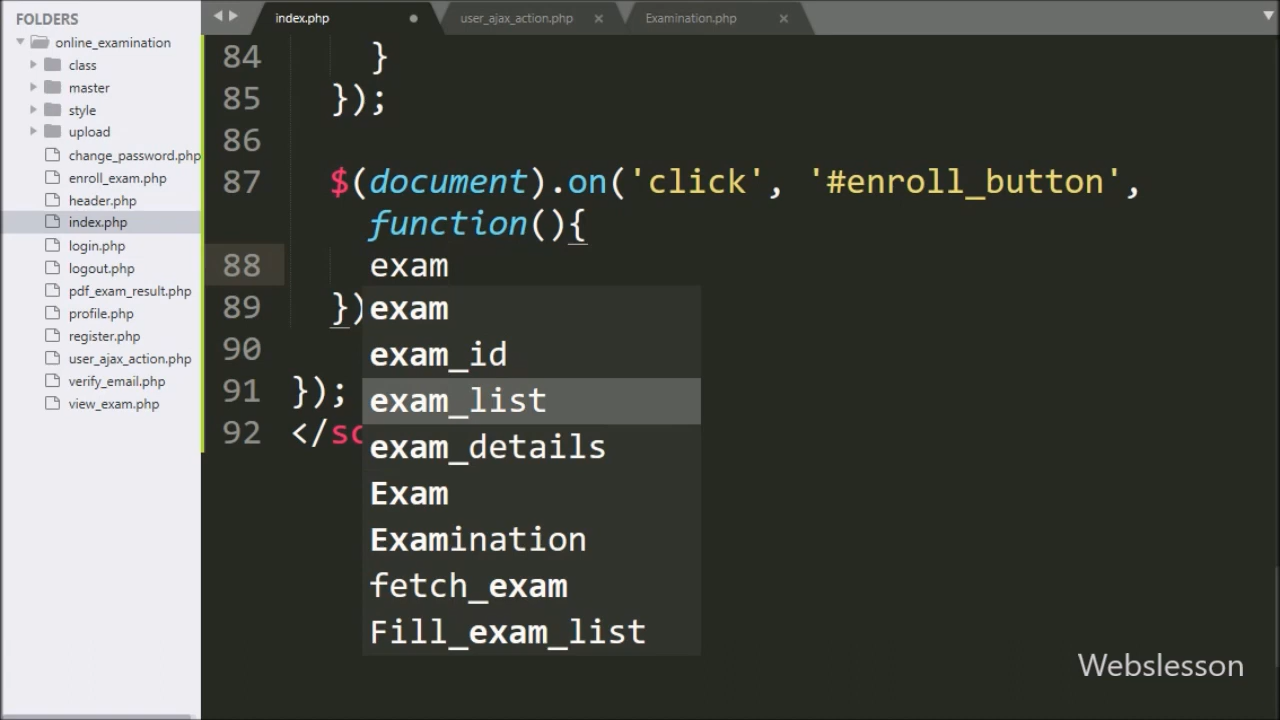 FOLDERS
online_examination
class
master
style
upload
change_password.php
enroll_exam.php
header.php
index.php
login.php
logout.php
pdf_exam_result.php
profile.php
register.php
user_ajax_action.php
verify_email.php
view_exam.php
index.php
user_ajax_action.php
Examination.php
84 }
85 });
86
87 $(document).on('click', '#enroll_button',
function(){
88 exam
89 })
90
91 });
92 </sc
exam
exam_id
exam_list
exam_details
Exam
Examination
fetch_exam
Fill_exam_list
Webslesson